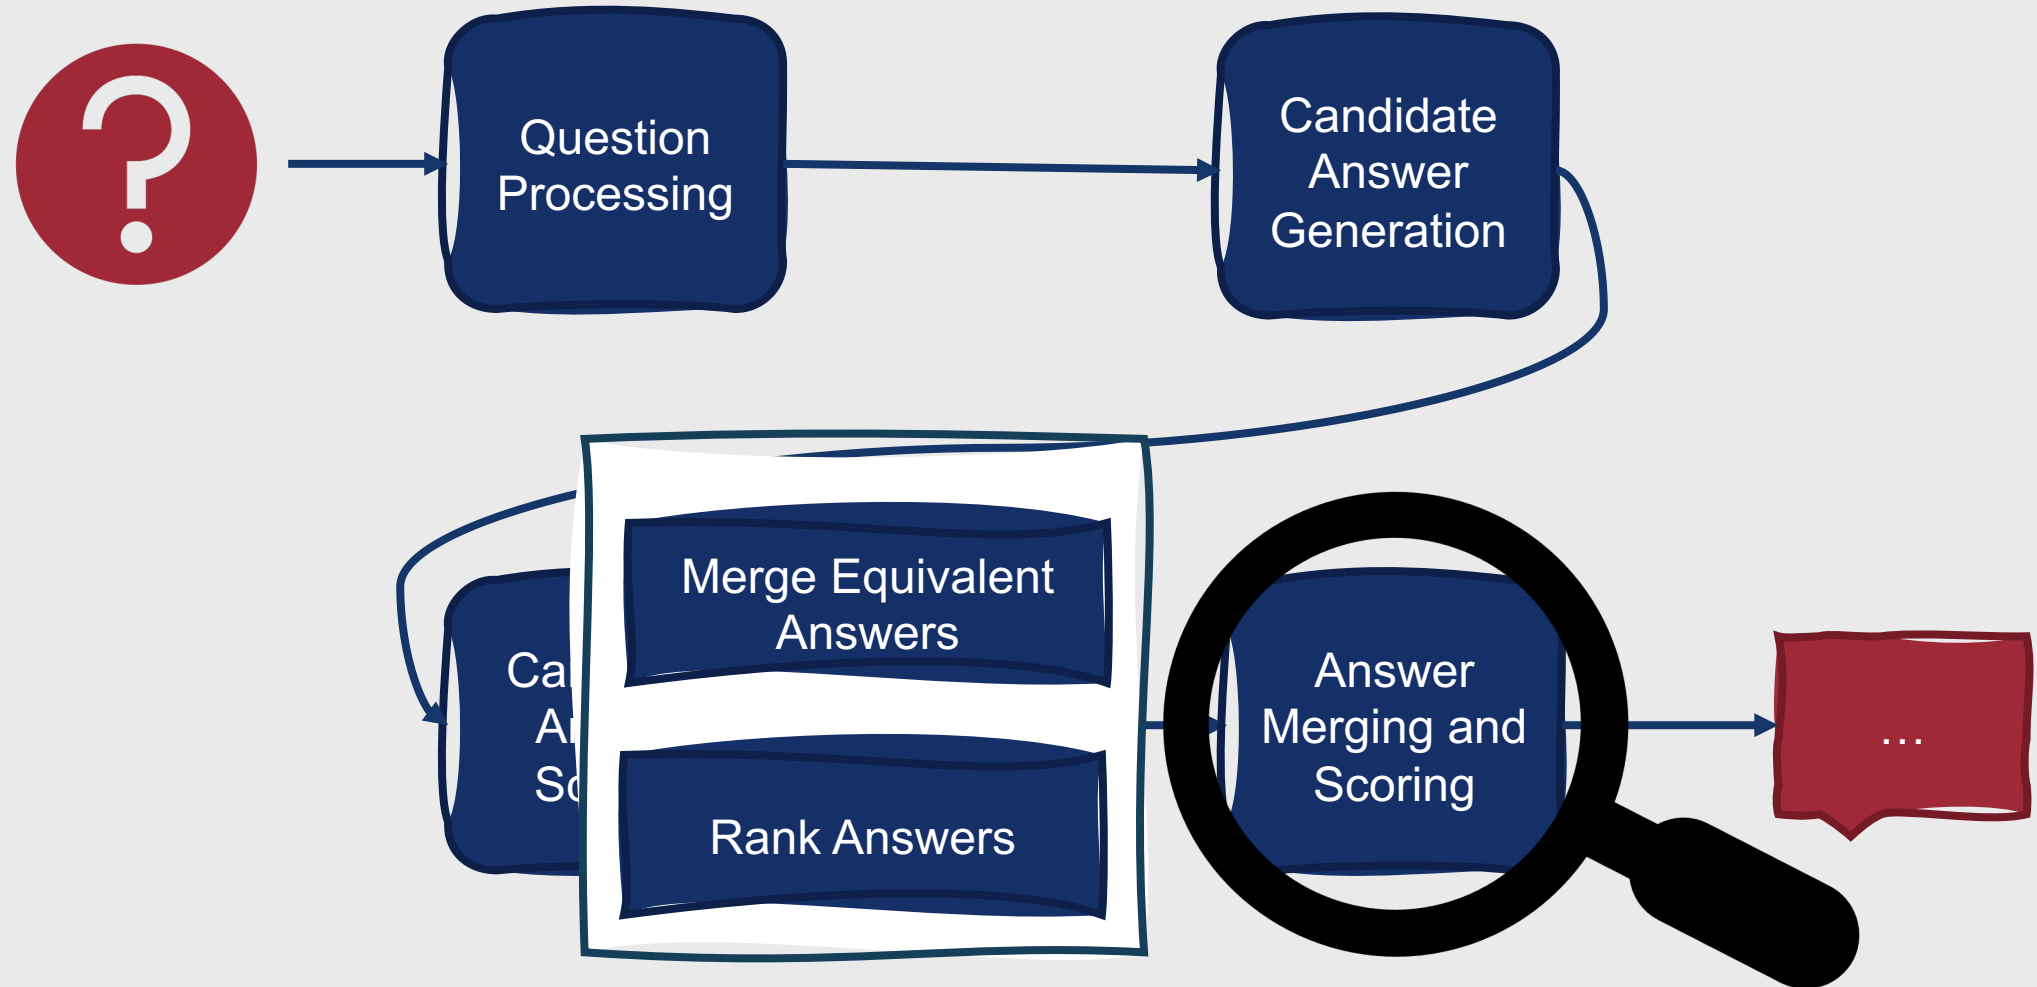 ?
Question
Processing
Candidate
Answer
Generation
Merge Equivalent
Answers
Rank Answers
Answer
Merging and
Scoring
...